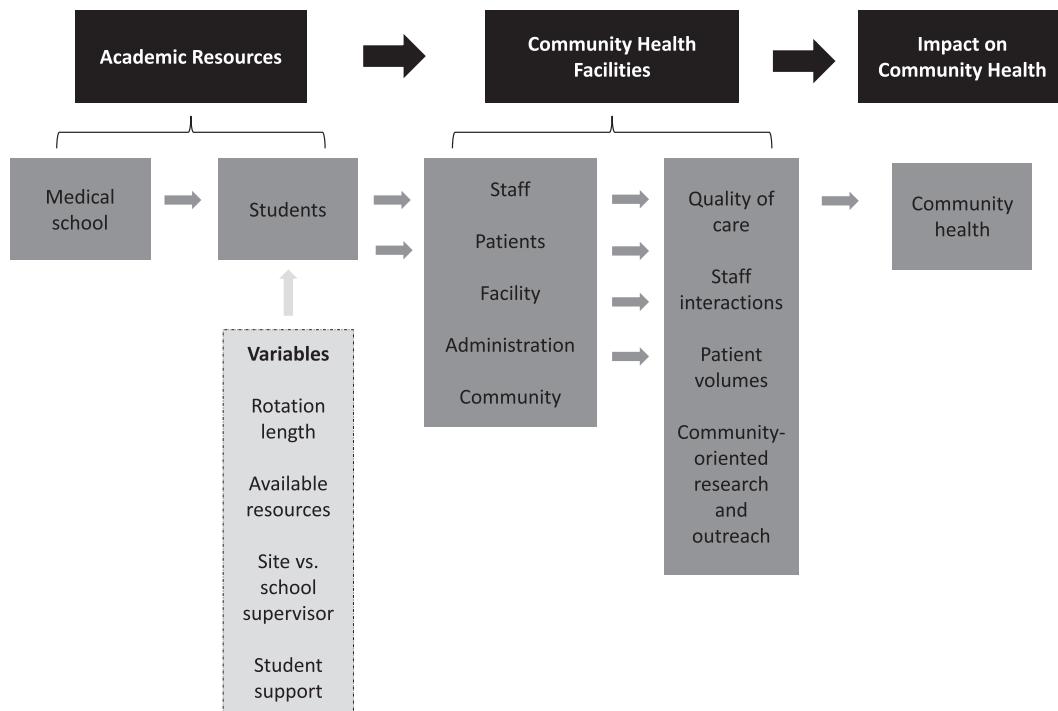 Academic Resources
Community Health
Facilities
Impact on
Community Health
Medical
school
Students
Staff
Patients
Facility
Administration
Community
Quality of
care
Staff
interactions
Patient
volumes
Community-
oriented
research
and
outreach
Community
health
Variables
Rotation
length
Available
resources
Site vs.
school
supervisor
Student
support